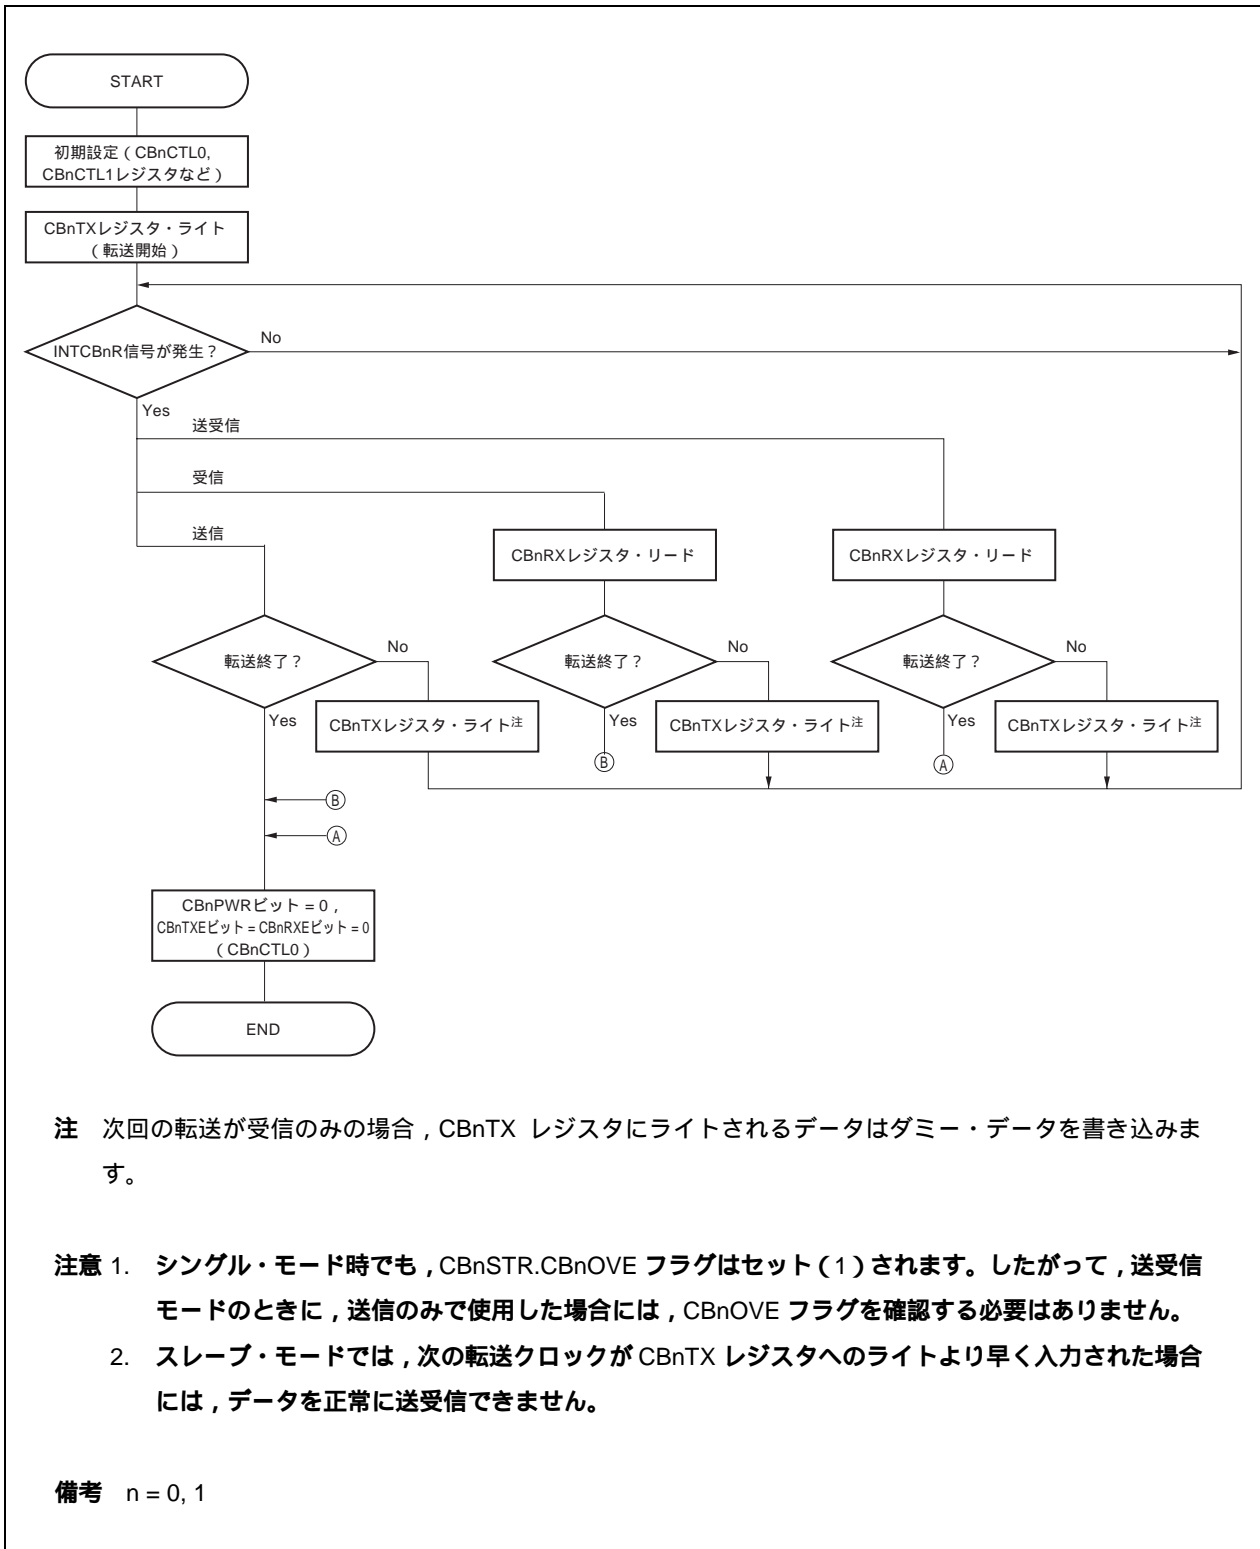 START
初期設定（CBnCTL0,
CBnCTL1レジスタなど）
CBnTXレジスタ・ライト
（転送開始）
INTCBnR信号が発生？
No
Yes
送受信
受信
送信
CBnRXレジスタ・リード
CBnRXレジスタ・リード
転送終了？
No
転送終了？
No
転送終了？
No
Yes
CBnTXレジスタ・ライト注
Yes
CBnTXレジスタ・ライト注
Yes
CBnTXレジスタ・ライト注
B
A
B
A
CBnPWRビット = 0，
CBnTXEビット = CBnRXEビット = 0
（CBnCTL0）
END
注 次回の転送が受信のみの場合，CBnTX レジスタにライトされるデータはダミー・データを書き込みま
す。
注意 1. シングル・モード時でも，CBnSTR.CBnOVE フラグはセット（1）されます。したがって，送受信
モードのときに，送信のみで使用した場合には，CBnOVE フラグを確認する必要はありません。
2. スレーブ・モードでは，次の転送クロックが CBnTX レジスタへのライトより早く入力された場合
には，データを正常に送受信できません。
備考 n = 0, 1